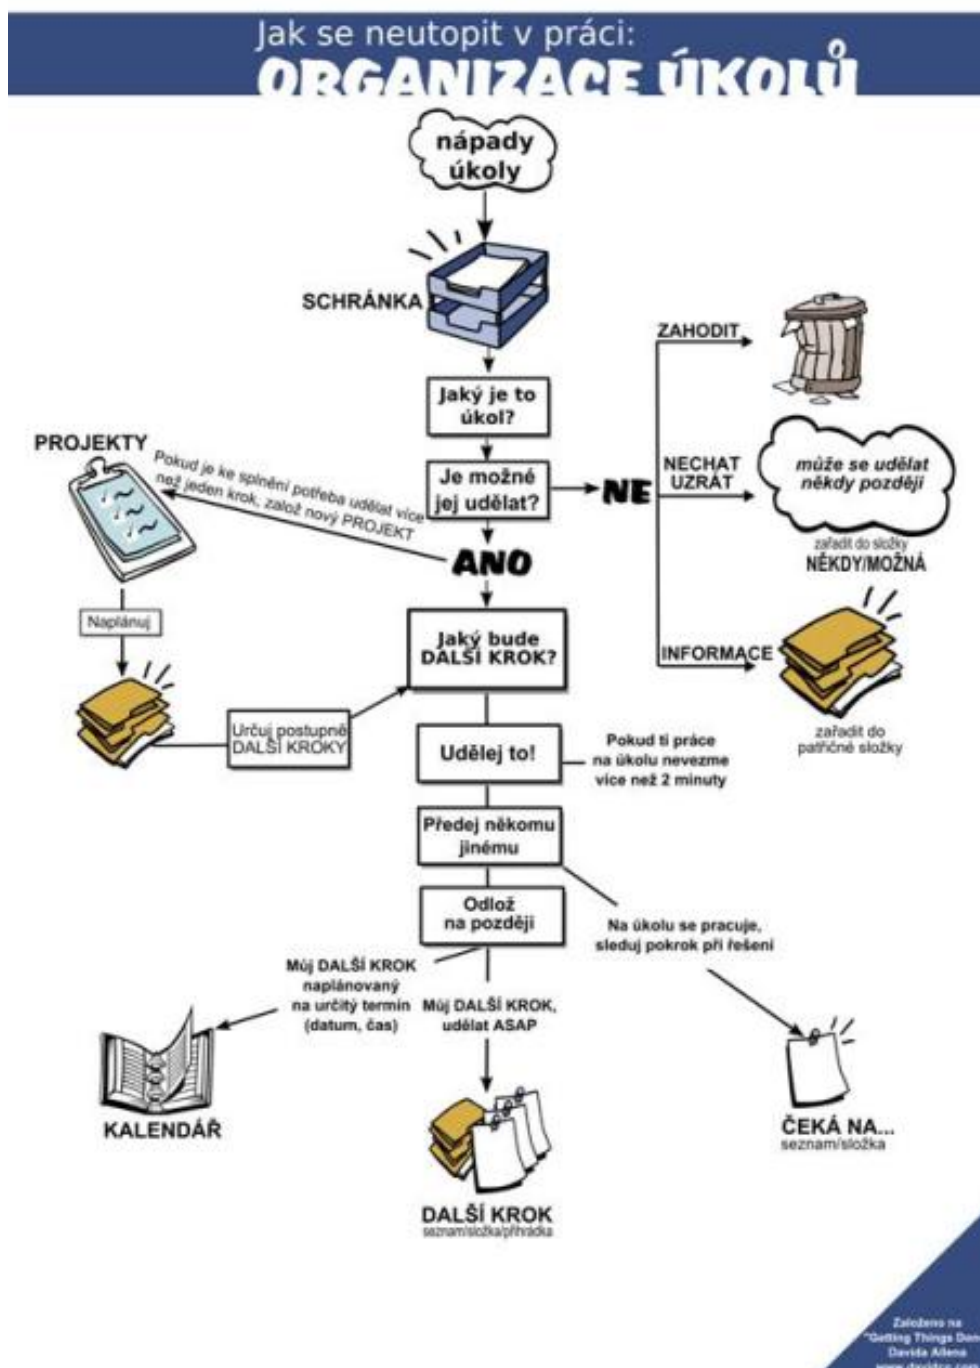 Jak se neutopit v práci:
ORGANIZACE ÚKOLŮ
nápady
úkoly
SCHRÁNKA
Jaký je to
úkol?
Je možné
jej udělat?
NE
ZAHODIT
NECHAT
UZRÁT
může se udělat
někdy později
zařadit do složky
NĚKDY/MOŽNÁ
INFORMACE
zařadit do
patřičné složky
ANO
PROJEKTY
Pokud je ke splnění potřeba udělat více
než jeden krok, založ nový PROJEKT
Naplánuj
Určuj postupně
DALŠÍ KROKY
Jaký bude
DALŠÍ KROK?
Udělej to!
Pokud ti práce
na úkolu nevezme
více než 2 minuty
Předej někomu
jinému
Odlož
na později
Na úkolu se pracuje,
sleduj pokrok při řešení
Můj DALŠÍ KROK
naplánovaný
na určitý termín
(datum, čas)
Můj DALŠÍ KROK,
udělat ASAP
KALENDÁŘ
DALŠÍ KROK
seznam/složka/přihrádka
ČEKÁ NA...
seznam/složka
Založeno na
"Getting Things Don
Davida Allena